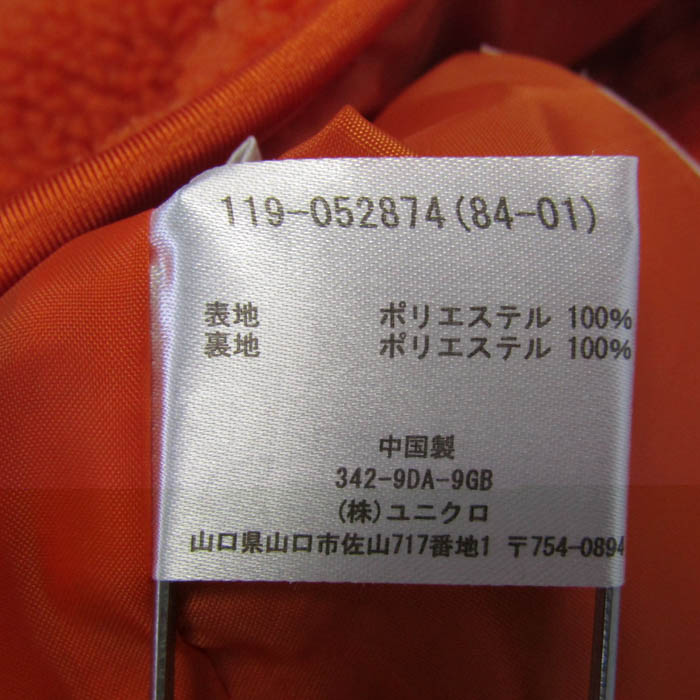 119-052874(84-01)
表地 ポリエステル 100%
裏地 ポリエステル 100%
中国製
342-9DA-9GB
(株)ユニクロ
山口県山口市佐山717番地1 〒754-0894